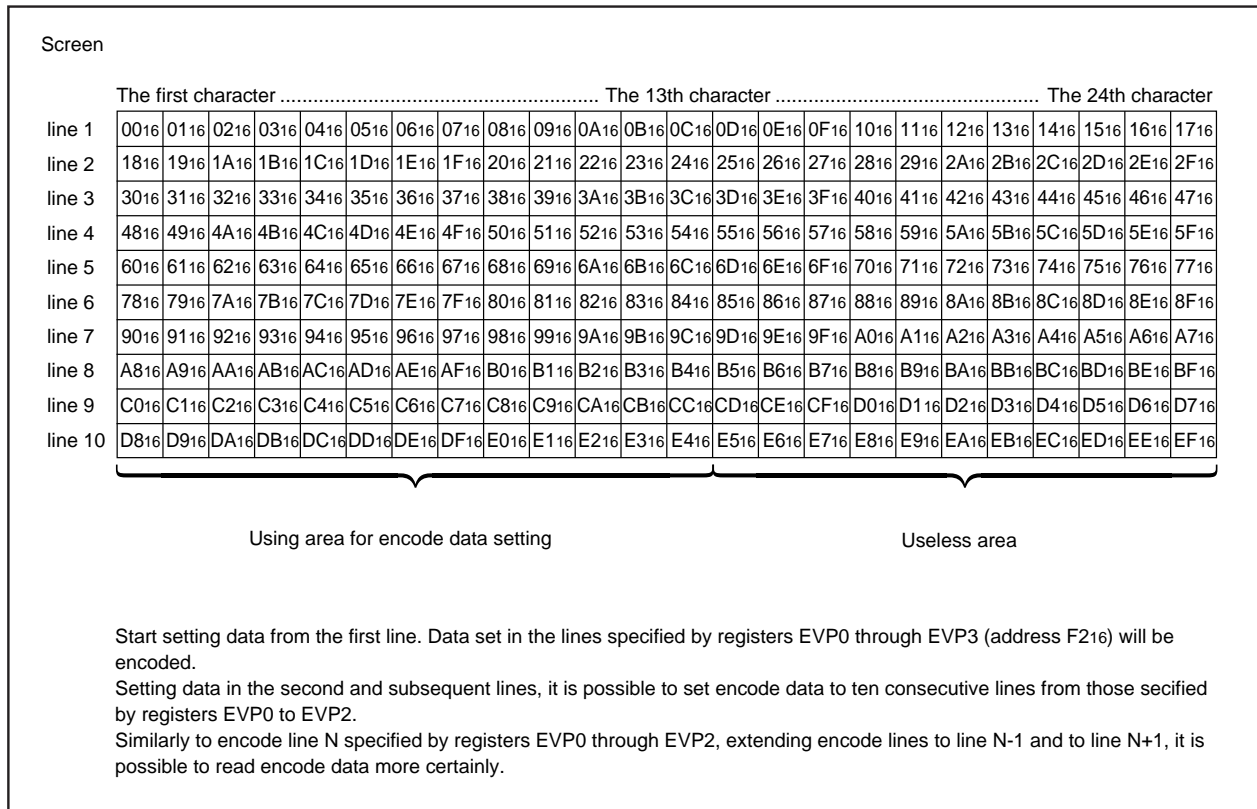 Screen
The first character .......................................................... The 13th character ................................................ The 24th character
line 1 0016 0116 0216 0316 0416 0516 0616 0716 0816 0916 0A16 0B16 0C16 0D16 0E16 0F16 1016 1116 1216 1316 1416 1516 1616 1716
line 2 1816 1916 1A16 1B16 1C16 1D16 1E16 1F16 2016 2116 2216 2316 2416 2516 2616 2716 2816 2916 2A16 2B16 2C16 2D16 2E16 2F16
line 3 3016 3116 3216 3316 3416 3516 3616 3716 3816 3916 3A16 3B16 3C16 3D16 3E16 3F16 4016 4116 4216 4316 4416 4516 4616 4716
line 4 4816 4916 4A16 4B16 4C16 4D16 4E16 4F16 5016 5116 5216 5316 5416 5516 5616 5716 5816 5916 5A16 5B16 5C16 5D16 5E16 5F16
line 5 6016 6116 6216 6316 6416 6516 6616 6716 6816 6916 6A16 6B16 6C16 6D16 6E16 6F16 7016 7116 7216 7316 7416 7516 7616 7716
line 6 7816 7916 7A16 7B16 7C16 7D16 7E16 7F16 8016 8116 8216 8316 8416 8516 8616 8716 8816 8916 8A16 8B16 8C16 8D16 8E16 8F16
line 7 9016 9116 9216 9316 9416 9516 9616 9716 9816 9916 9A16 9B16 9C16 9D16 9E16 9F16 A016 A116 A216 A316 A416 A516 A616 A716
line 8 A816 A916 AA16 AB16 AC16 AD16 AE16 AF16 B016 B116 B216 B316 B416 B516 B616 B716 B816 B916 BA16 BB16 BC16 BD16 BE16 BF16
line 9 C016 C116 C216 C316 C416 C516 C616 C716 C816 C916 CA16 CB16 CC16 CD16 CE16 CF16 D016 D116 D216 D316 D416 D516 D616 D716
line 10 D816 D916 DA16 DB16 DC16 DD16 DE16 DF16 E016 E116 E216 E316 E416 E516 E616 E716 E816 E916 EA16 EB16 EC16 ED16 EE16 EF16
Using area for encode data setting Useless area
Start setting data from the first line. Data set in the lines specified by registers EVP0 through EVP3 (address F216) will be
encoded.
Setting data in the second and subsequent lines, it is possible to set encode data to ten consecutive lines from those secified
by registers EVP0 to EVP2.
Similarly to encode line N specified by registers EVP0 through EVP2, extending encode lines to line N-1 and to line N+1, it is
possible to read encode data more certainly.